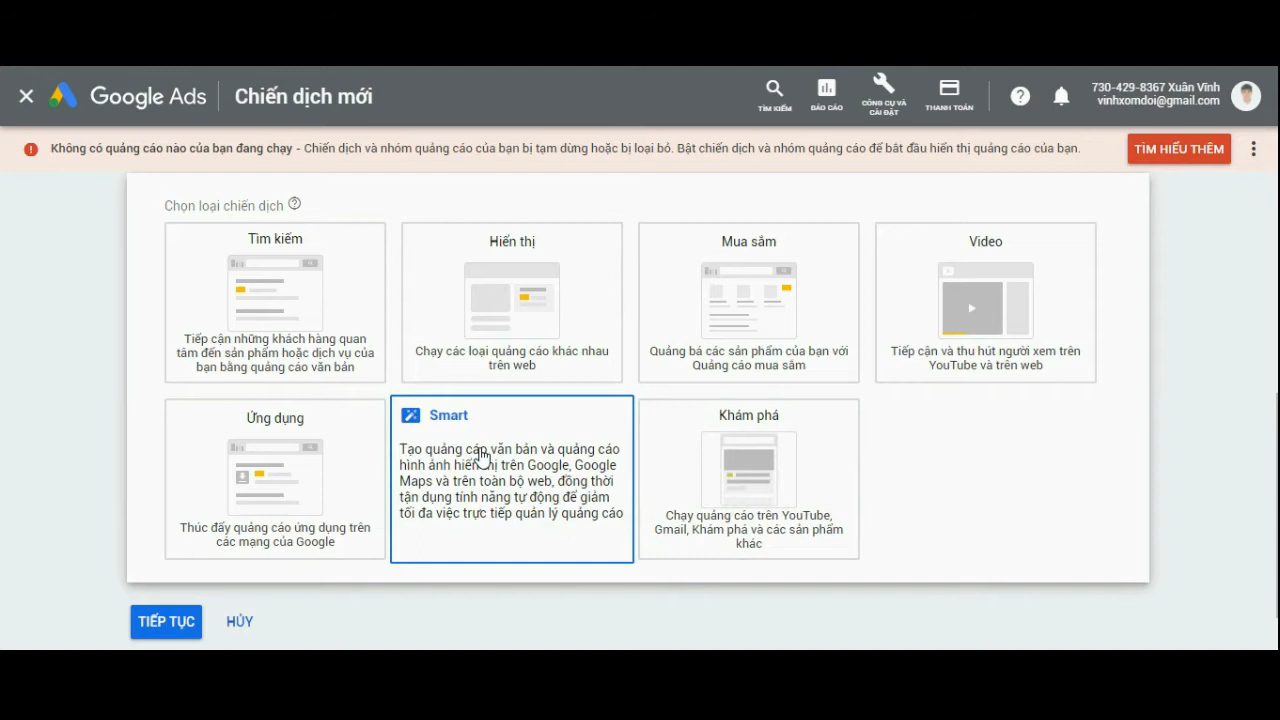 Google Ads
Chiến dịch mới
TÌM KIẾM
BÁO CÁO
CÔNG CỤ VÀ
CÀI ĐẶT
THANH TOÁN
730-429-8367 Xuân Vĩnh
vinhxomdoi@gmail.com
Không có quảng cáo nào của bạn đang chạy - Chiến dịch và nhóm quảng cáo của bạn bị tạm dừng hoặc bị loại bỏ. Bật chiến dịch và nhóm quảng cáo để bắt đầu hiển thị quảng cáo của bạn.
TÌM HIỂU THÊM
Chọn loại chiến dịch
Tìm kiếm
Tiếp cận những khách hàng quan
tâm đến sản phẩm hoặc dịch vụ của
bạn bằng quảng cáo văn bản
Hiển thị
Chạy các loại quảng cáo khác nhau
trên web
Mua sắm
Quảng bá các sản phẩm của bạn với
Quảng cáo mua sắm
Video
Tiếp cận và thu hút người xem trên
YouTube và trên web
Ứng dụng
Thúc đẩy quảng cáo ứng dụng trên
các mạng của Google
Smart
Tạo quảng cáo văn bản và quảng cáo
hình ảnh hiển thị trên Google, Google
Maps và trên toàn bộ web, đồng thời
tận dụng tính năng tự động để giảm
tối đa việc trực tiếp quản lý quảng cáo
Khám phá
Chạy quảng cáo trên YouTube,
Gmail, Khám phá và các sản phẩm
khác
TIẾP TỤC
HỦY